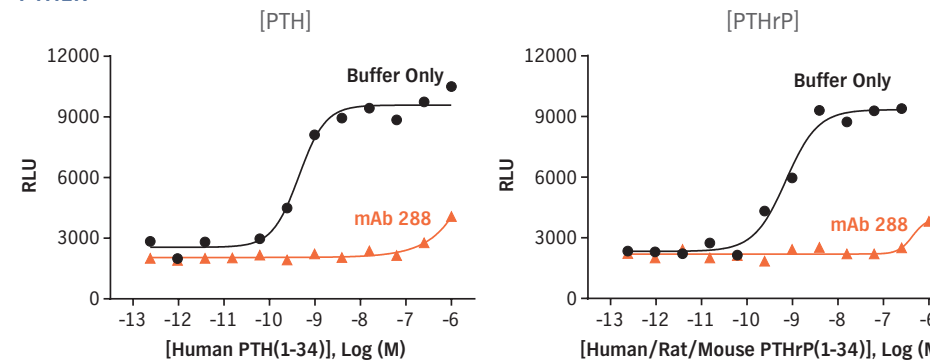 [PTH]
[PTHrP]
12000
9000
6000
3000
0
RLU
Buffer Only
mAb 288
-13 -12 -11 -10 -9 -8 -7 -6
[Human PTH(1-34)], Log (M)
12000
9000
6000
3000
0
RLU
Buffer Only
mAb 288
-13 -12 -11 -10 -9 -8 -7 -6
[Human/Rat/Mouse PTHrP(1-34)], Log (M